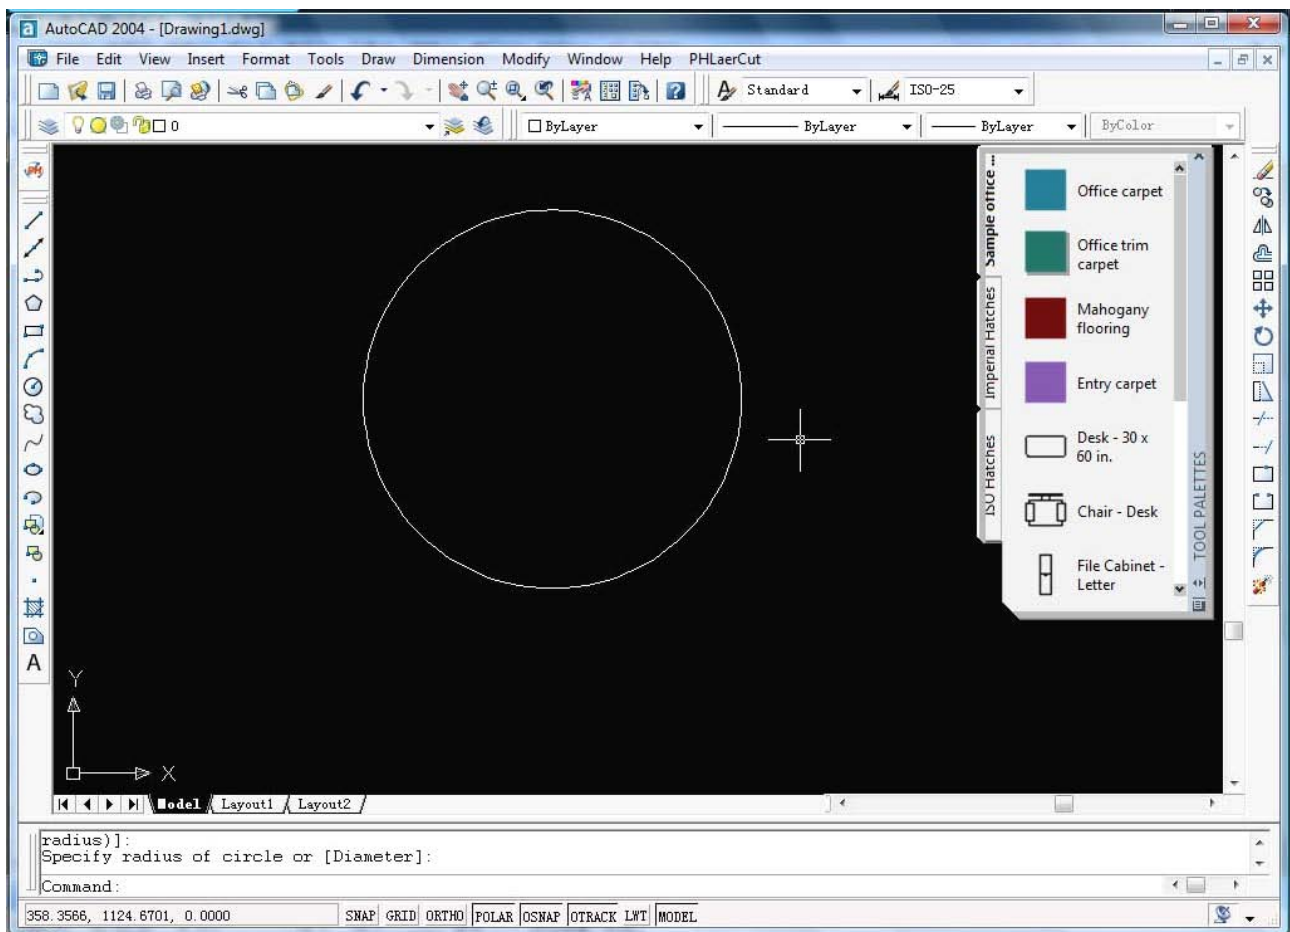 AutoCAD 2004 - [Drawing1.dwg]
File Edit View Insert Format Tools Draw Dimension Modify Window Help PHLaerCut
Standard ISO-25
0 ByLayer ByLayer ByLayer ByColor
Sample office ...
Imperial Hatches
ISO Hatches
Office carpet
Office trim
carpet
Mahogany
flooring
Entry carpet
Desk - 30 x
60 in.
Chair - Desk
File Cabinet -
Letter
TOOL PALETTES
A
Y
X
Model Layout1 Layout2
radius)]:
Specify radius of circle or [Diameter]:
Command:
358.3566, 1124.6701, 0.0000 SNAP GRID ORTHO POLAR OSNAP OTRACK LWT MODEL